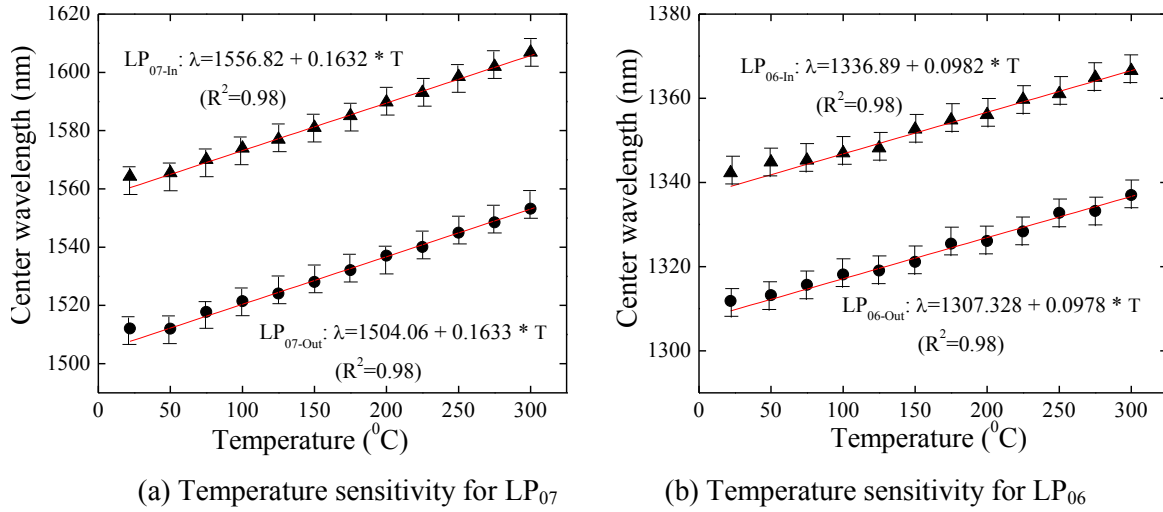 1620
1600
1580
1560
1540
1520
1500
Center wavelength (nm)
LP07-In: λ=1556.82 + 0.1632 * T
(R2=0.98)
LP07-Out: λ=1504.06 + 0.1633 * T
(R2=0.98)
0 50 100 150 200 250 300
Temperature (0C)
(a) Temperature sensitivity for LP07
1380
1360
1340
1320
1300
1280
Center wavelength (nm)
LP06-In: λ=1336.89 + 0.0982 * T
(R2=0.98)
LP06-Out: λ=1307.328 + 0.0978 * T
(R2=0.98)
0 50 100 150 200 250 300
Temperature (0C)
(b) Temperature sensitivity for LP06